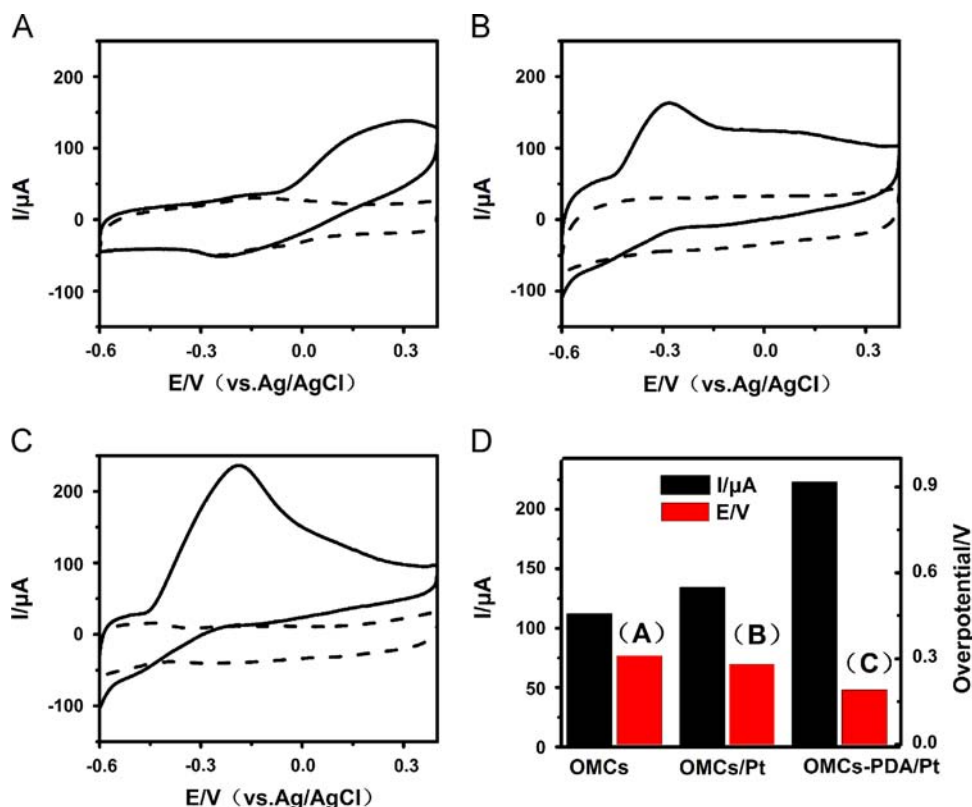 A
200
100
0
-100
I/μA
-0.6
-0.3
0.0
0.3
E/V（vs.Ag/AgCl)
B
200
100
0
-100
I/μA
-0.6
-0.3
0.0
0.3
E/V（vs.Ag/AgCl)
C
200
100
0
-100
I/μA
-0.6
-0.3
0.0
0.3
E/V（vs.Ag/AgCl)
D
I/μA
E/V
200
150
100
50
0
I/μA
0.9
0.6
0.3
0.0
Overpotential/V
（A）
（B）
（C）
OMCs
OMCs/Pt
OMCs-PDA/Pt